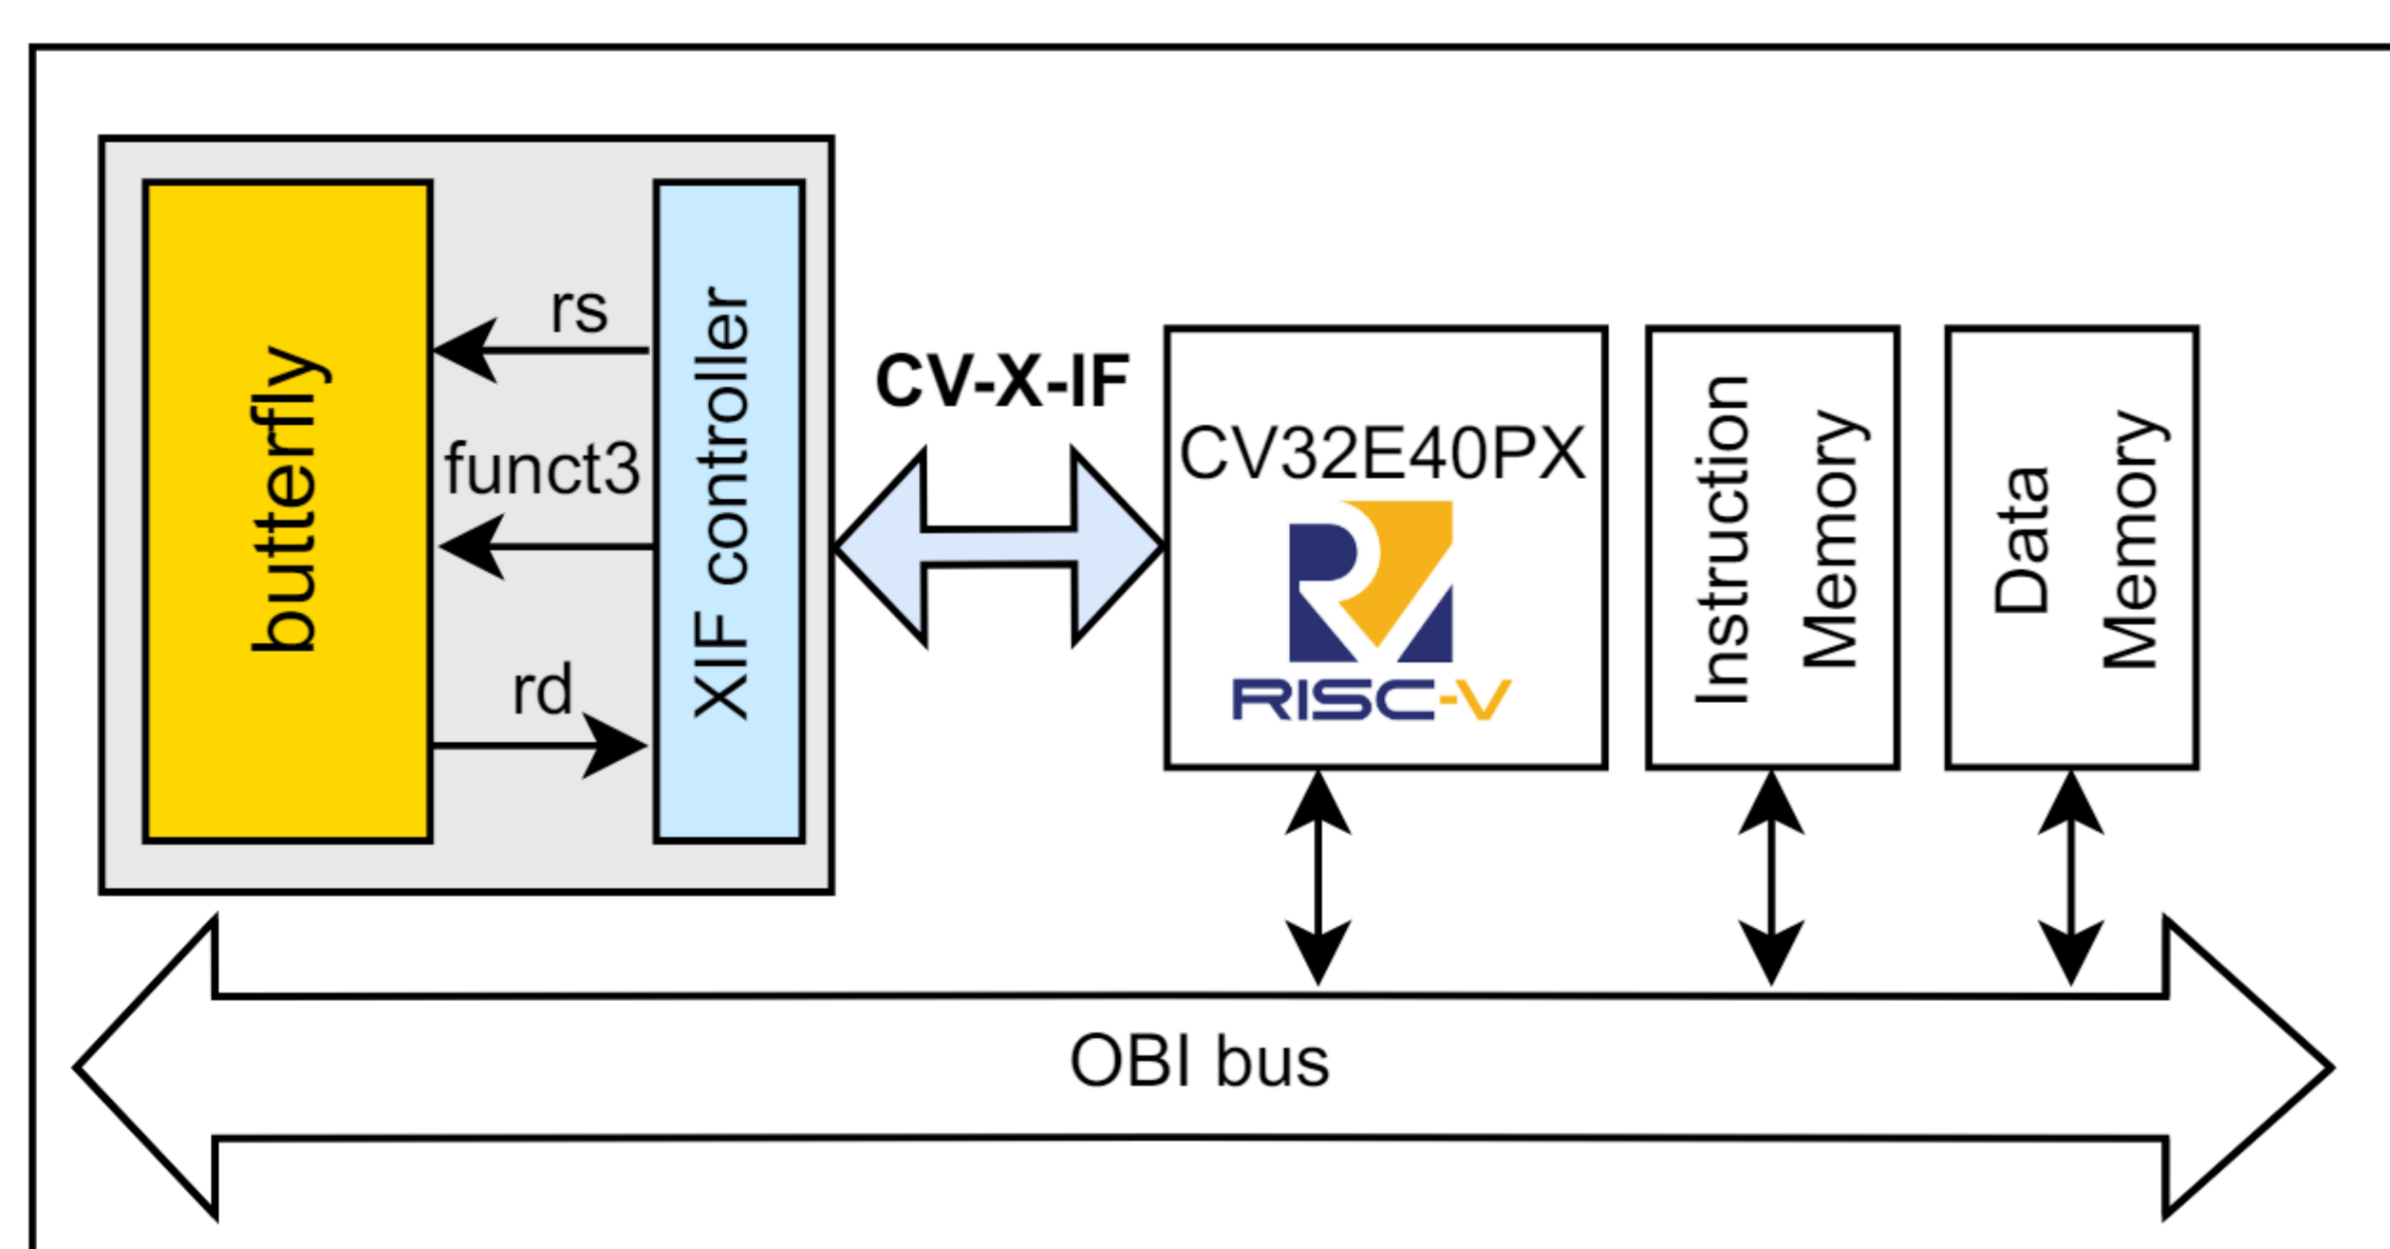 butterfly
rs
funct3
rd
XIF controller
CV-X-IF
CV32E40PX
RISC-V
Instruction
Memory
Data
Memory
OBI bus